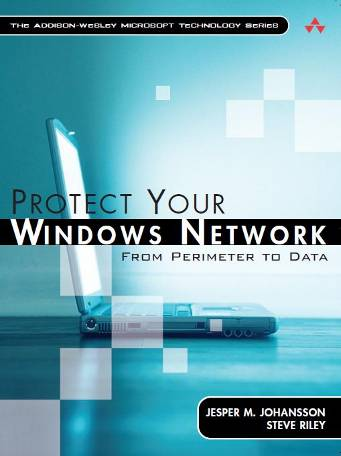 THE ADDISON-WESLEY MICROSOFT TECHNOLOGY SERIES
PROTECT YOUR
WINDOWS NETWORK
FROM PERIMETER TO DATA
JESPER M. JOHANSSON
STEVE RILEY